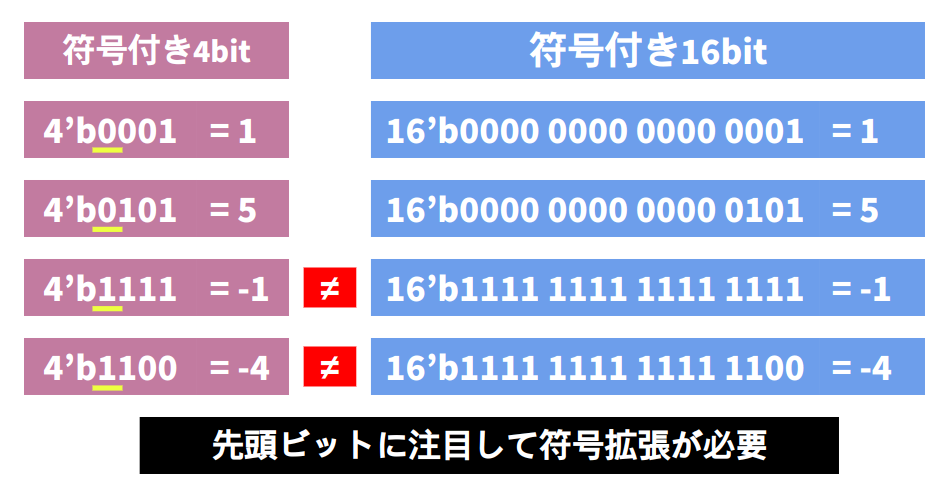 符号付き4bit 符号付き16bit
4’b0001 = 1 16’b0000 0000 0000 0001 = 1
4’b0101 = 5 16’b0000 0000 0000 0101 = 5
4’b1111 = -1 ≠ 16’b1111 1111 1111 1111 = -1
4’b1100 = -4 ≠ 16’b1111 1111 1111 1100 = -4
先頭ビットに注目して符号拡張が必要